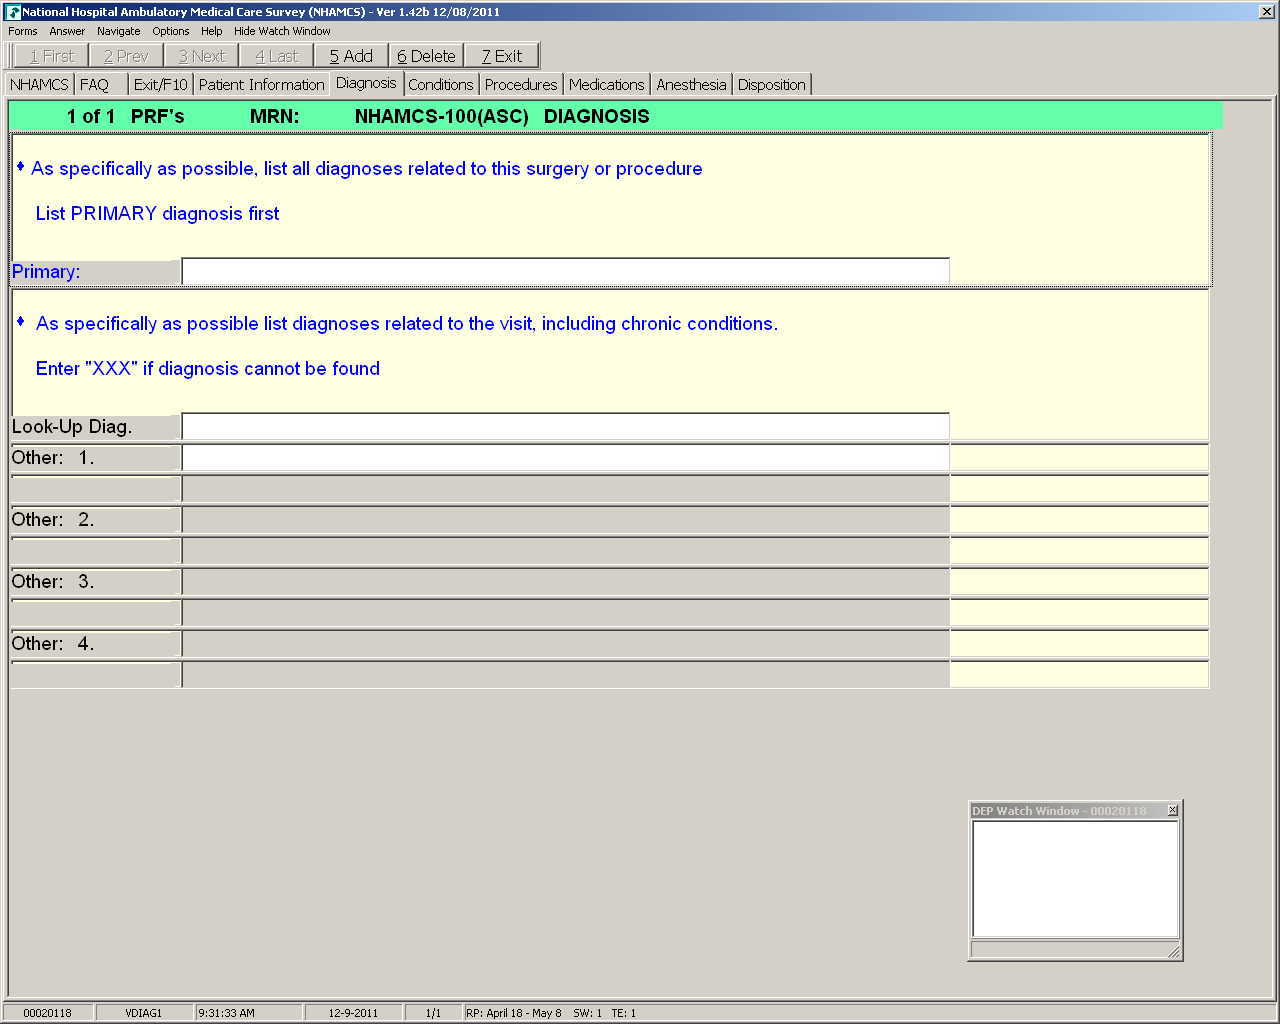 National Hospital Ambulatory Medical Care Survey (NHAMCS) - Ver 1.42b 12/08/2011
Forms Answer Navigate Options Help Hide Watch Window
1 First 2 Prev 3 Next 4 Last 5 Add 6 Delete 7 Exit
NHAMCS FAQ Exit/F10 Patient Information Diagnosis Conditions Procedures Medications Anesthesia Disposition
1 of 1 PRF's MRN: NHAMCS-100(ASC) DIAGNOSIS
As specifically as possible, list all diagnoses related to this surgery or procedure
List PRIMARY diagnosis first
Primary:
As specifically as possible list diagnoses related to the visit, including chronic conditions.
Enter "XXX" if diagnosis cannot be found
Look-Up Diag.
Other: 1.
Other: 2.
Other: 3.
Other: 4.
DEP Watch Window - 00020118
00020118 VDIAG1 9:31:33 AM 12-9-2011 1/1 RP: April 18 - May 8 SW: 1 TE: 1